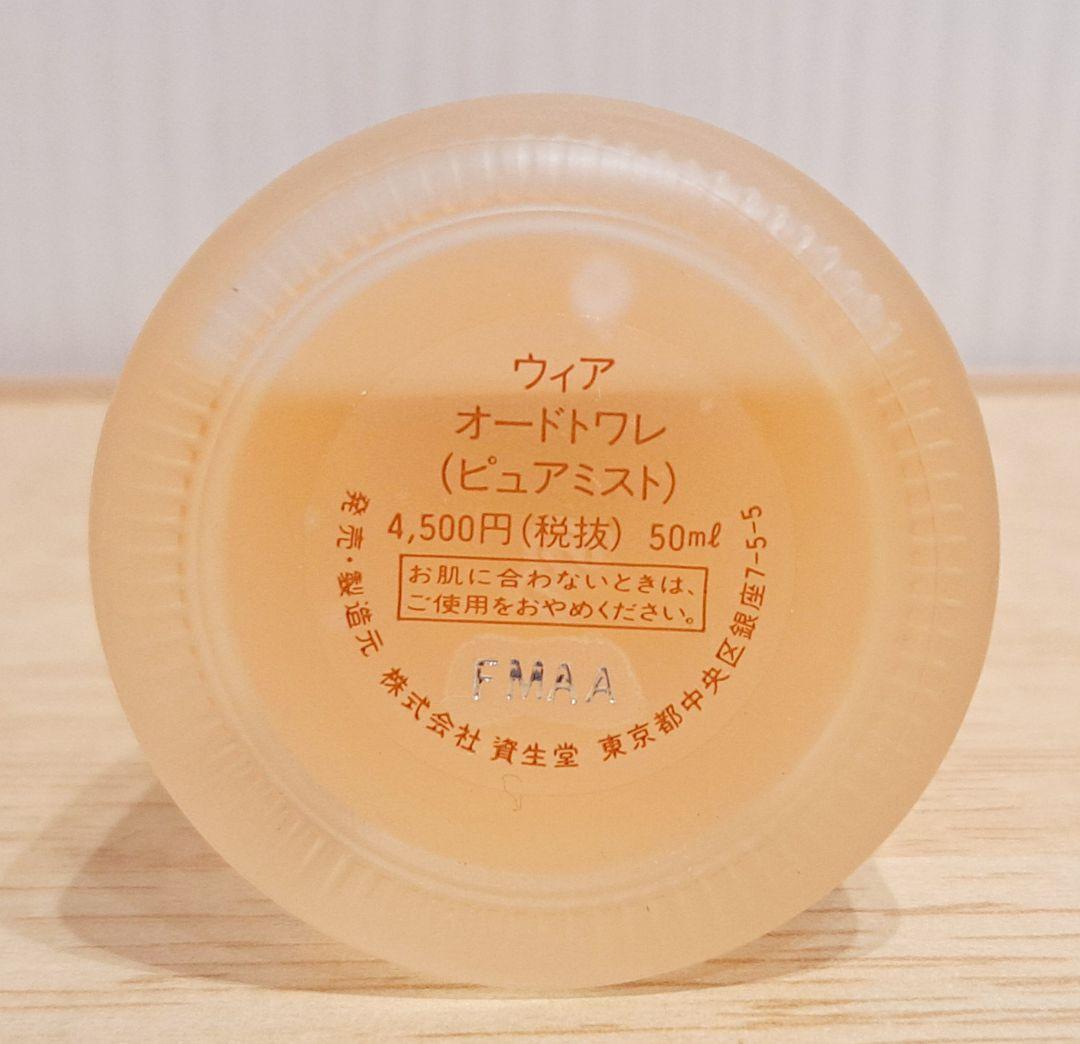 ウィア
オードトワレ
(ピュアミスト)
4,500円(税抜) 50ml
お肌に合わないときは、
ご使用をおやめください。
FMAA
発売・製造元 株式会社 資生堂 東京都中央区銀座7-5-5